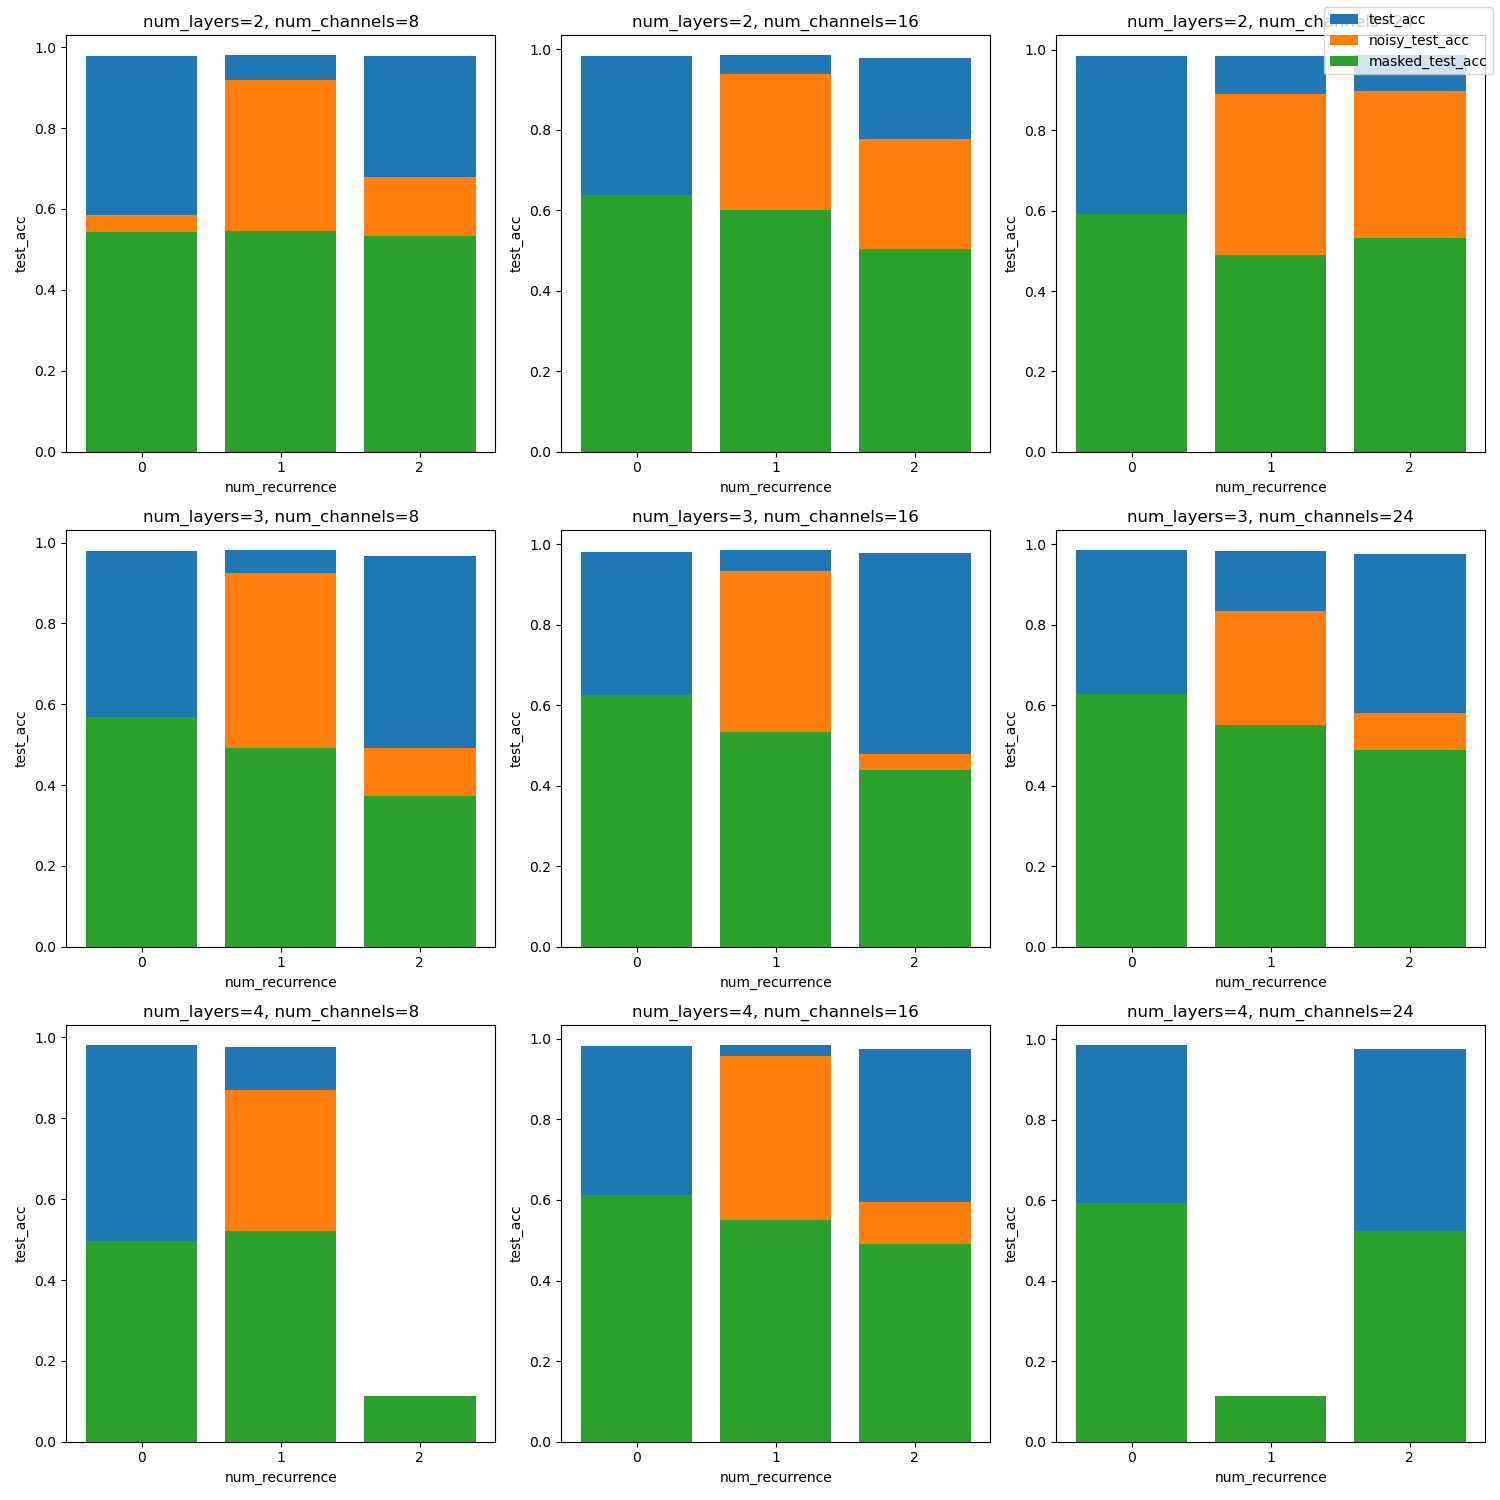 num_layers=2, num_channels=8
1.0
0.8
0.6
0.4
0.2
0.0
test_acc
0 1 2
num_recurrence
num_layers=2, num_channels=16
1.0
0.8
0.6
0.4
0.2
0.0
test_acc
0 1 2
num_recurrence
num_layers=2, num_channels=24
test_acc
noisy_test_acc
masked_test_acc
1.0
0.8
0.6
0.4
0.2
0.0
test_acc
0 1 2
num_recurrence
num_layers=3, num_channels=8
1.0
0.8
0.6
0.4
0.2
0.0
test_acc
0 1 2
num_recurrence
num_layers=3, num_channels=16
1.0
0.8
0.6
0.4
0.2
0.0
test_acc
0 1 2
num_recurrence
num_layers=3, num_channels=24
1.0
0.8
0.6
0.4
0.2
0.0
test_acc
0 1 2
num_recurrence
num_layers=4, num_channels=8
1.0
0.8
0.6
0.4
0.2
0.0
test_acc
0 1 2
num_recurrence
num_layers=4, num_channels=16
1.0
0.8
0.6
0.4
0.2
0.0
test_acc
0 1 2
num_recurrence
num_layers=4, num_channels=24
1.0
0.8
0.6
0.4
0.2
0.0
test_acc
0 1 2
num_recurrence